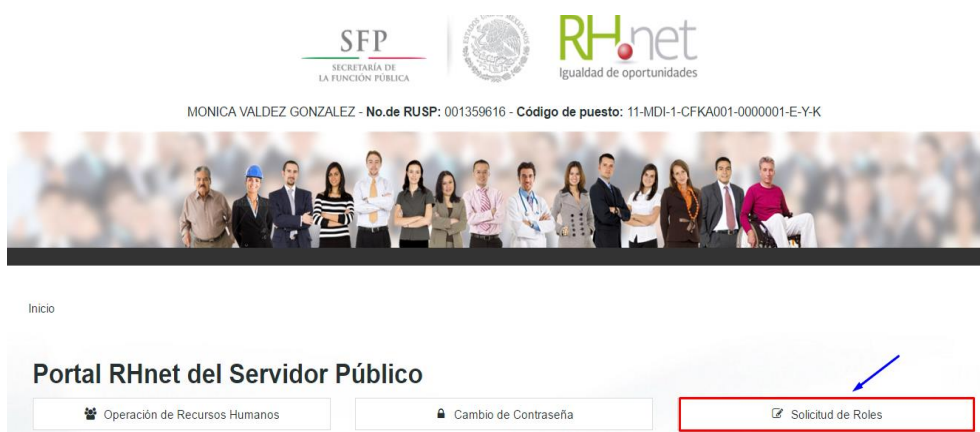 SFP
SECRETARÍA DE
LA FUNCIÓN PÚBLICA
RH.net
Igualdad de oportunidades
MONICA VALDEZ GONZALEZ - No.de RUSP: 001359616 - Código de puesto: 11-MDI-1-CFKA001-0000001-E-Y-K
Inicio
Portal RHnet del Servidor Público
Operación de Recursos Humanos
Cambio de Contraseña
Solicitud de Roles